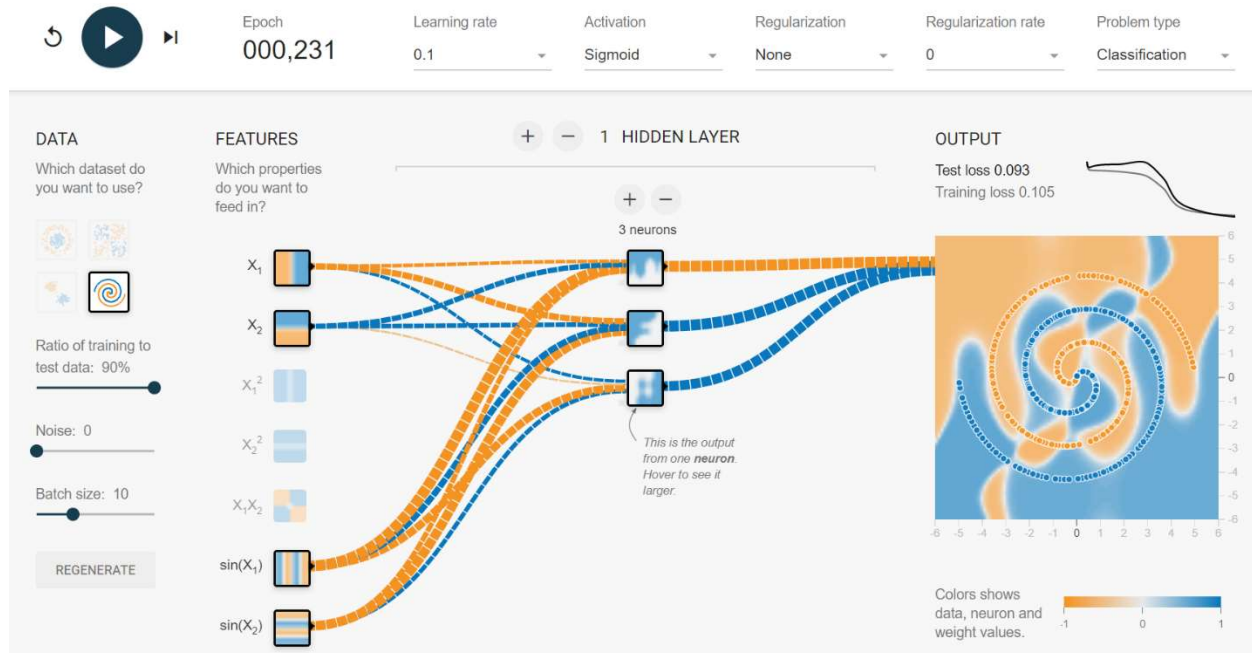 Epoch
000,231
Learning rate
0.1
Activation
Sigmoid
Regularization
None
Regularization rate
0
Problem type
Classification
DATA
Which dataset do
you want to use?
Ratio of training to
test data: 90%
Noise: 0
Batch size: 10
REGENERATE
FEATURES
Which properties
do you want to
feed in?
X₁
X₂
X₁²
X₂²
X₁X₂
sin(X₁)
sin(X₂)
+ − 1 HIDDEN LAYER
+ −
3 neurons
This is the output
from one neuron.
Hover to see it
larger.
OUTPUT
Test loss 0.093
Training loss 0.105
6
5
4
3
2
1
0
-1
-2
-3
-4
-5
-6
-6 -5 -4 -3 -2 -1 0 1 2 3 4 5 6
Colors shows
data, neuron and
weight values.
-1 0 1